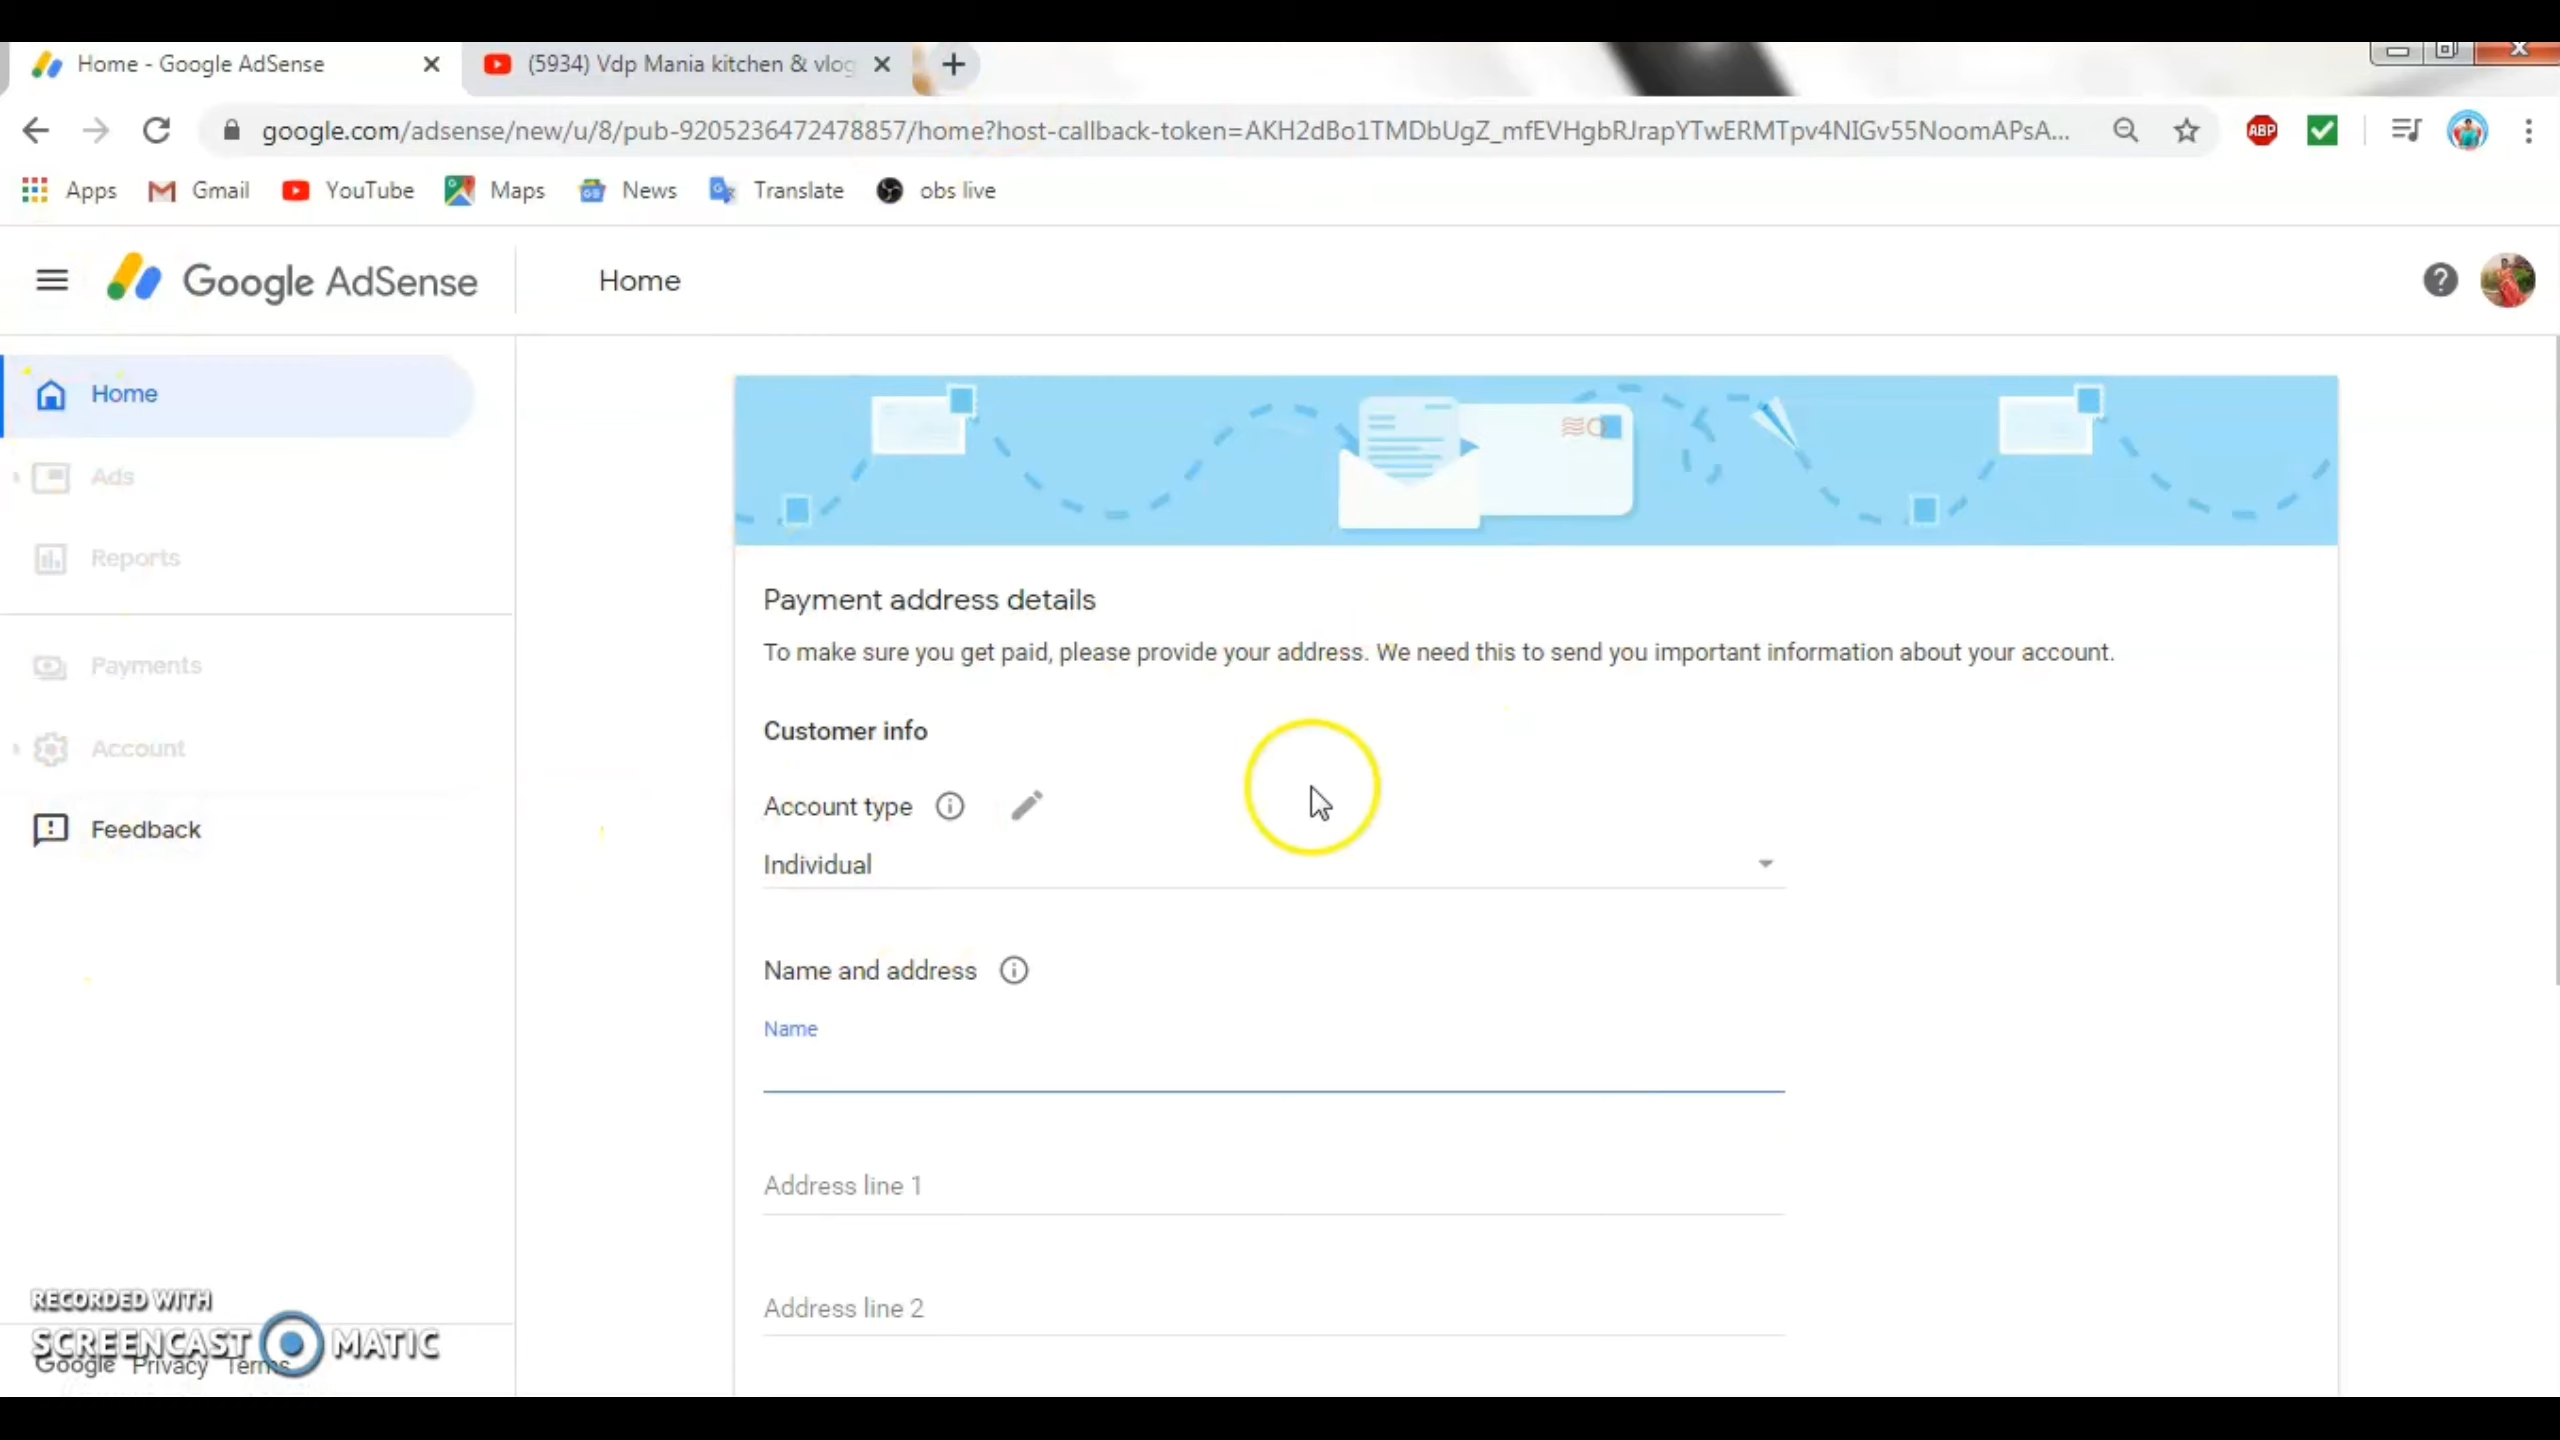 Home - Google AdSense
(5934) Vdp Mania kitchen & vlog
google.com/adsense/new/u/8/pub-9205236472478857/home?host-callback-token=AKH2dBo1TMDbUgZ_mfEVHgbRJrapYTwERMTpv4NIGv55NoomAPsA...
ABP
Apps Gmail YouTube Maps News Translate obs live
Google AdSense
Home
Home
Ads
Reports
Payments
Account
Feedback
Payment address details
To make sure you get paid, please provide your address. We need this to send you important information about your account.
Customer info
Account type
Individual
Name and address
Name
Address line 1
Address line 2
RECORDED WITH
SCREENCAST MATIC
Google Privacy Terms